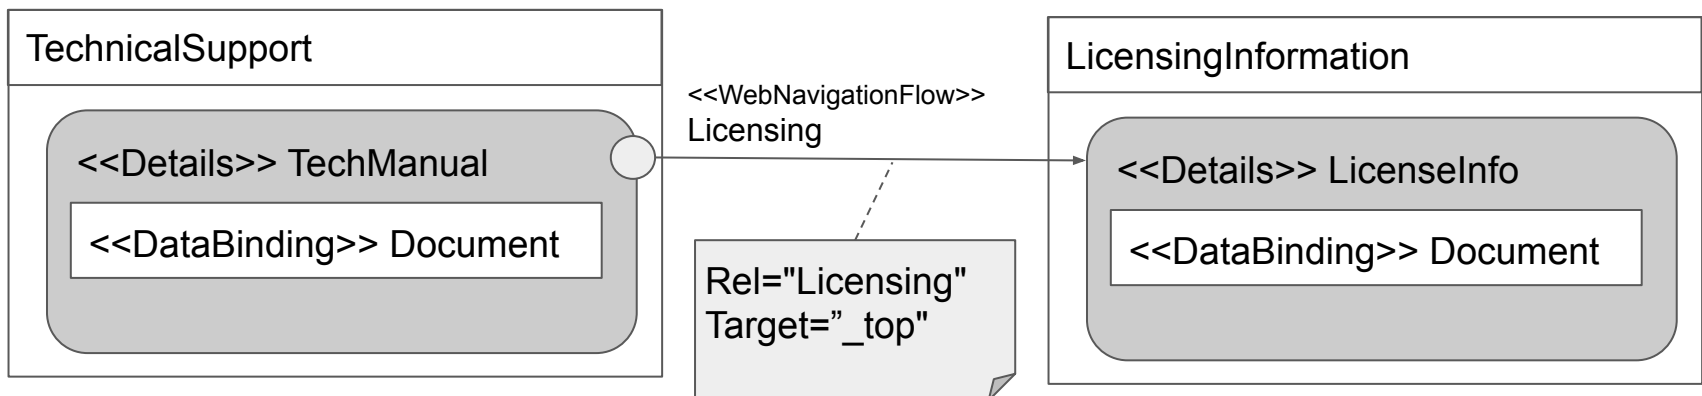 TechnicalSupport
<<Details>> TechManual
<<DataBinding>> Document
<<WebNavigationFlow>>
Licensing
Rel="Licensing"
Target=”_top"
LicensingInformation
<<Details>> LicenseInfo
<<DataBinding>> Document